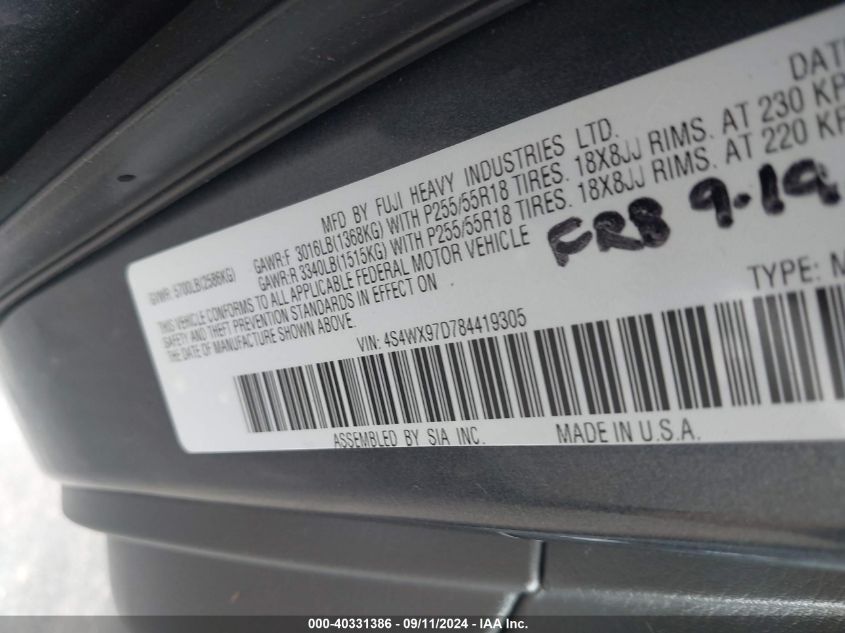 DATE
MFD BY FUJI HEAVY INDUSTRIES LTD.
GVWR: 5700LB(2586KG)
GAWR:F 3016LB(1368KG) WITH P255/55R18 TIRES. 18X8JJ RIMS. AT 230 KP
GAWR:R 3340LB(1515KG) WITH P255/55R18 TIRES. 18X8JJ RIMS. AT 220 KP
THIS VEHICLE CONFORMS TO ALL APPLICABLE FEDERAL MOTOR VEHICLE
SAFETY AND THEFT PREVENTION STANDARDS IN EFFECT ON
THE DATE OF MANUFACTURE SHOWN ABOVE.
FRB 9-19
VIN: 4S4WX97D784419305
TYPE: M
ASSEMBLED BY SIA INC.
MADE IN U.S.A.
000-40331386 - 09/11/2024 - IAA Inc.